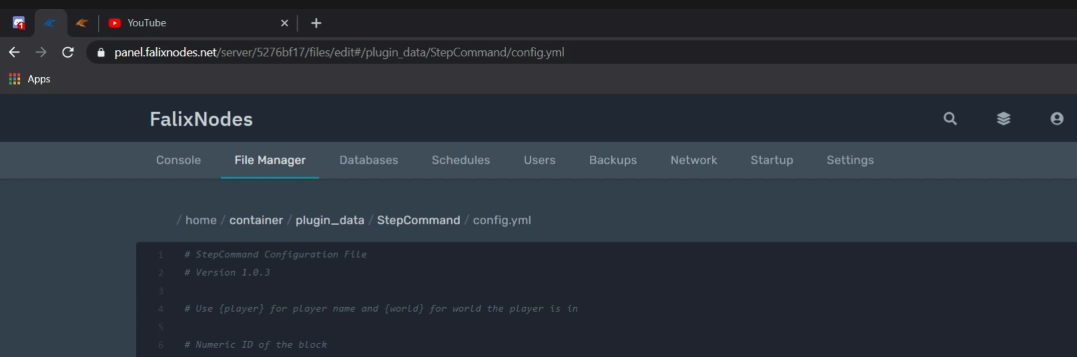 1
YouTube
panel.falixnodes.net/server/5276bf17/files/edit#/plugin_data/StepCommand/config.yml
Apps
FalixNodes
Console File Manager Databases Schedules Users Backups Network Startup Settings
/ home / container / plugin_data / StepCommand / config.yml
1 # StepCommand Configuration File
2 # Version 1.0.3
3
4 # Use {player} for player name and {world} for world the player is in
5
6 # Numeric ID of the block